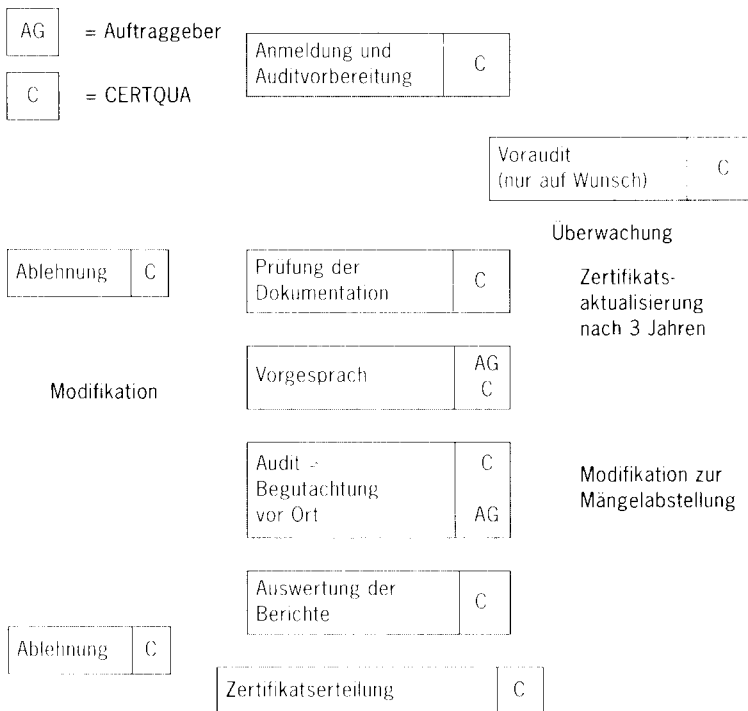 AG = Auftraggeber
Anmeldung und
Auditvorbereitung C
C = CERTQUA
Voraudit
(nur auf Wunsch) C
Überwachung
Ablehnung C
Prüfung der
Dokumentation C
Zertifikats-
aktualisierung
nach 3 Jahren
Modifikation
Vorgesprach AG
C
Audit - C
Begutachtung
vor Ort AG
Modifikation zur
Mängelabstellung
Auswertung der
Berichte C
Ablehnung C
Zertifikatserteilung C